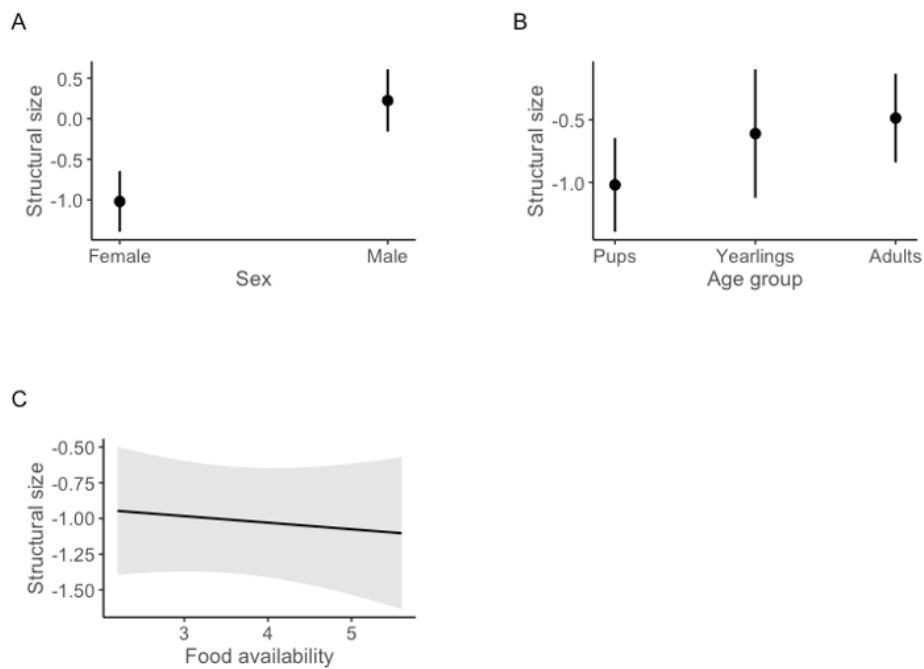 A
Structural size
0.5
0.0
-0.5
-1.0
Female
Male
Sex
B
Structural size
-0.5
-1.0
Pups
Yearlings
Adults
Age group
C
Structural size
-0.50
-0.75
-1.00
-1.25
-1.50
3
4
5
Food availability